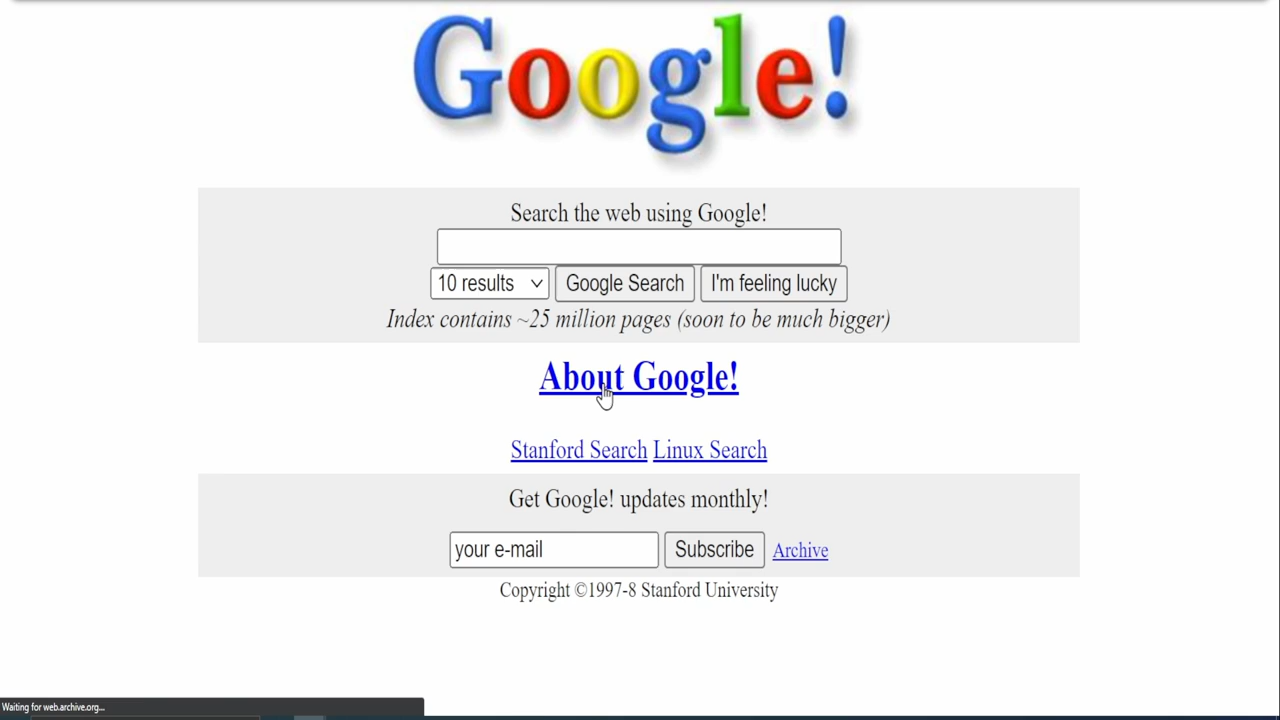 Google!
Search the web using Google!
10 results Google Search I'm feeling lucky
Index contains ~25 million pages (soon to be much bigger)
About Google!
Stanford Search Linux Search
Get Google! updates monthly!
your e-mail Subscribe Archive
Copyright ©1997-8 Stanford University
Waiting for web.archive.org...